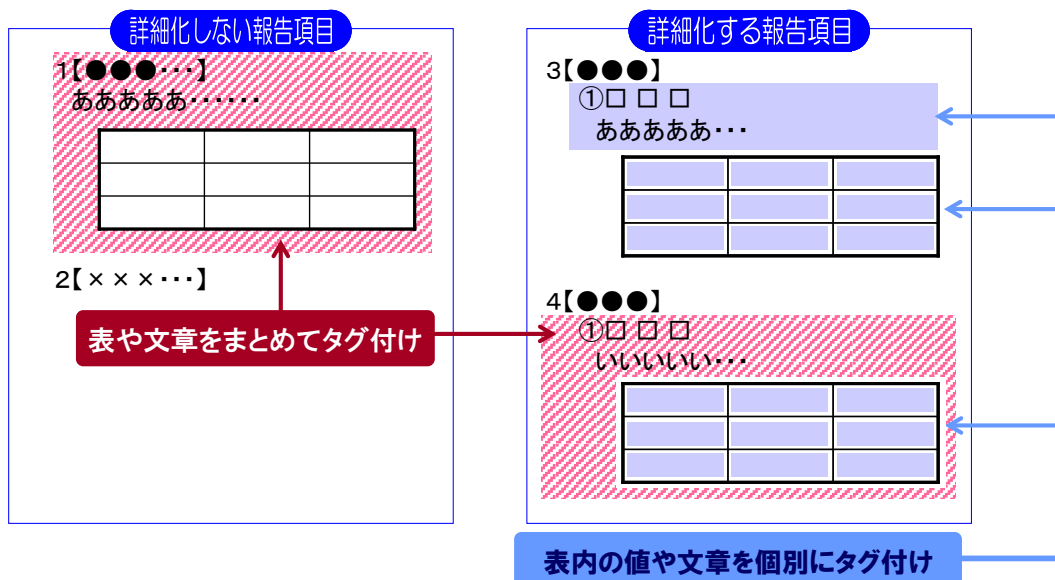 詳細化しない報告項目
1【●●●･･･】
あああああ･･････
2【×××･･･】
表や文章をまとめてタグ付け
詳細化する報告項目
3【●●●】
①□ □ □
あああああ･･･
4【●●●】
①□ □ □
いいいいい･･･
表内の値や文章を個別にタグ付け